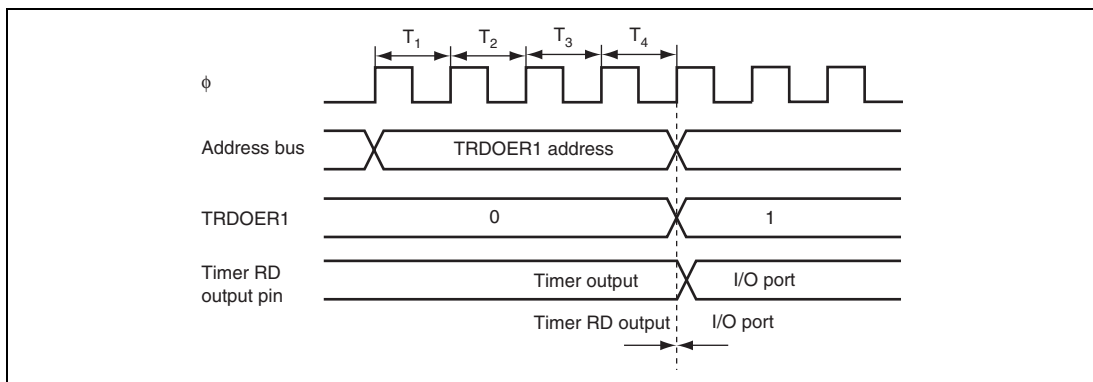 T1 T2 T3 T4
φ
Address bus TRDOER1 address
TRDOER1 0 1
Timer RD
output pin
Timer output I/O port
Timer RD output I/O port